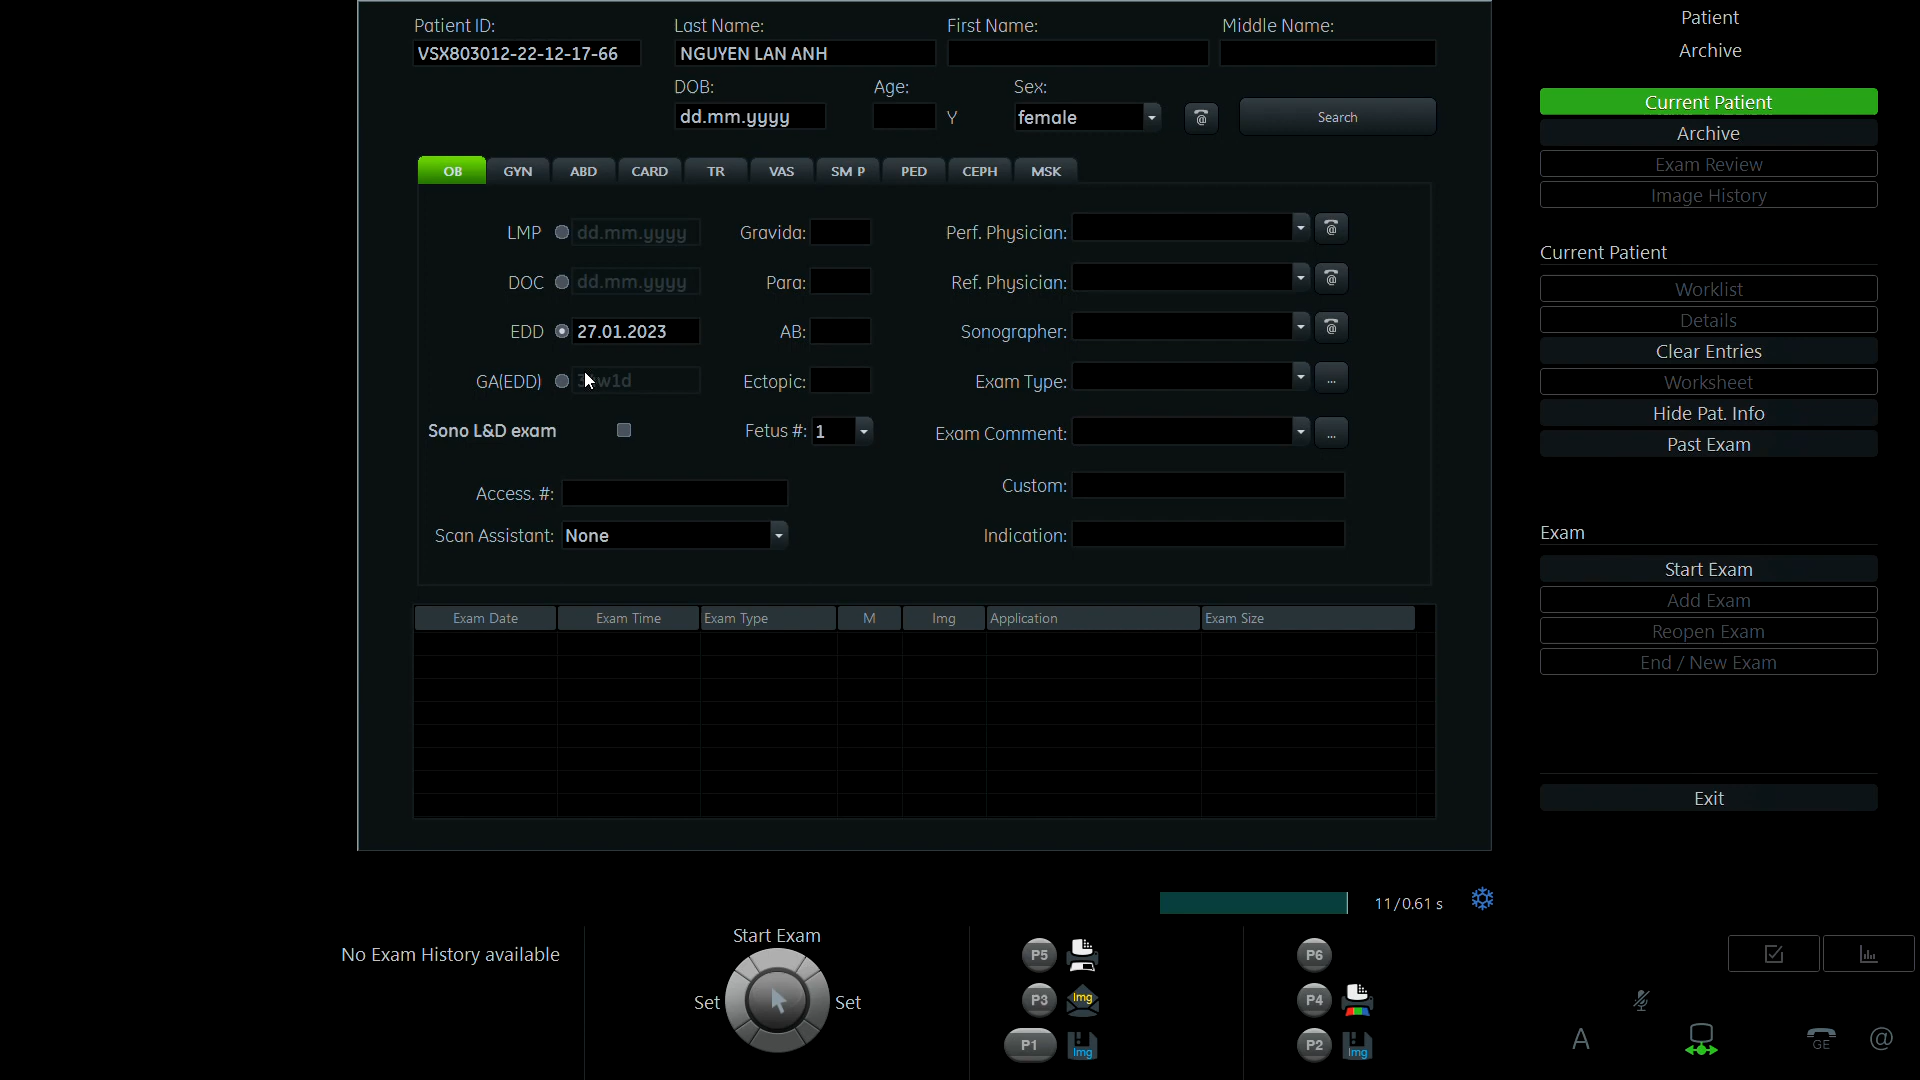 Patient ID: Last Name: First Name: Middle Name:
VSX803012-22-12-17-66 NGUYEN LAN ANH
DOB: Age: Sex:
dd.mm.yyyy Y female Search
OB GYN ABD CARD TR VAS SM P PED CEPH MSK
LMP dd.mm.yyyy Gravida: Perf. Physician:
DOC dd.mm.yyyy Para: Ref. Physician:
EDD 27.01.2023 AB: Sonographer:
GA(EDD) Ectopic: Exam Type: ...
Sono L&D exam Fetus #: 1 Exam Comment: ...
Access. #: Custom:
Scan Assistant: None Indication:
Exam Date Exam Time Exam Type M Img Application Exam Size
11/0.61 s
No Exam History available
Start Exam
Set Set
P5
P3 Img
P1 Img
P6
P4
P2 Img
Patient
Archive
Current Patient
Archive
Exam Review
Image History
Current Patient
Worklist
Details
Clear Entries
Worksheet
Hide Pat. Info
Past Exam
Exam
Start Exam
Add Exam
Reopen Exam
End / New Exam
Exit
A GE @